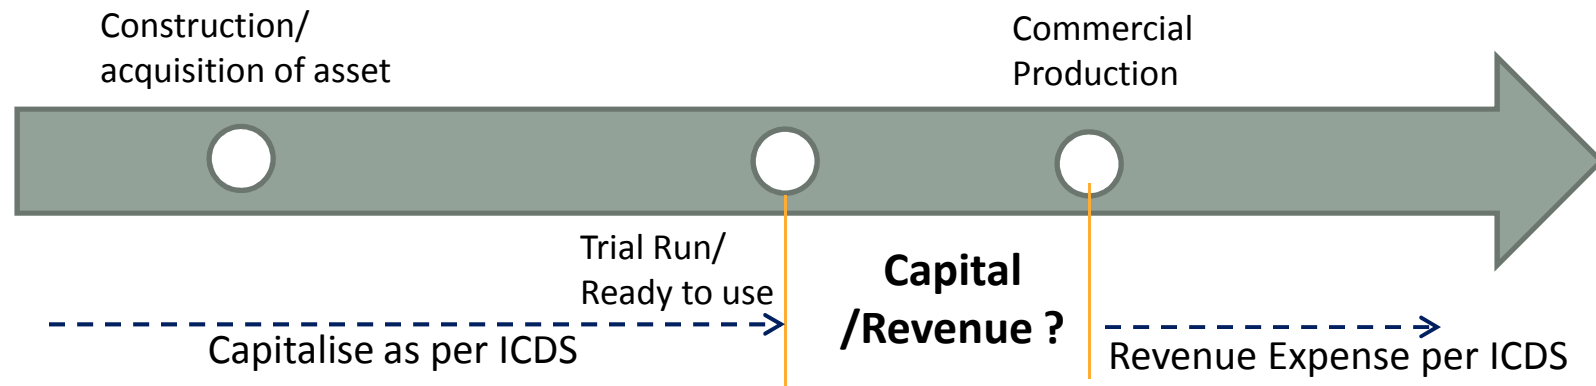 Construction/
acquisition of asset
Commercial
Production
Trial Run/
Ready to use
Capital
/Revenue ?
Capitalise as per ICDS
Revenue Expense per ICDS